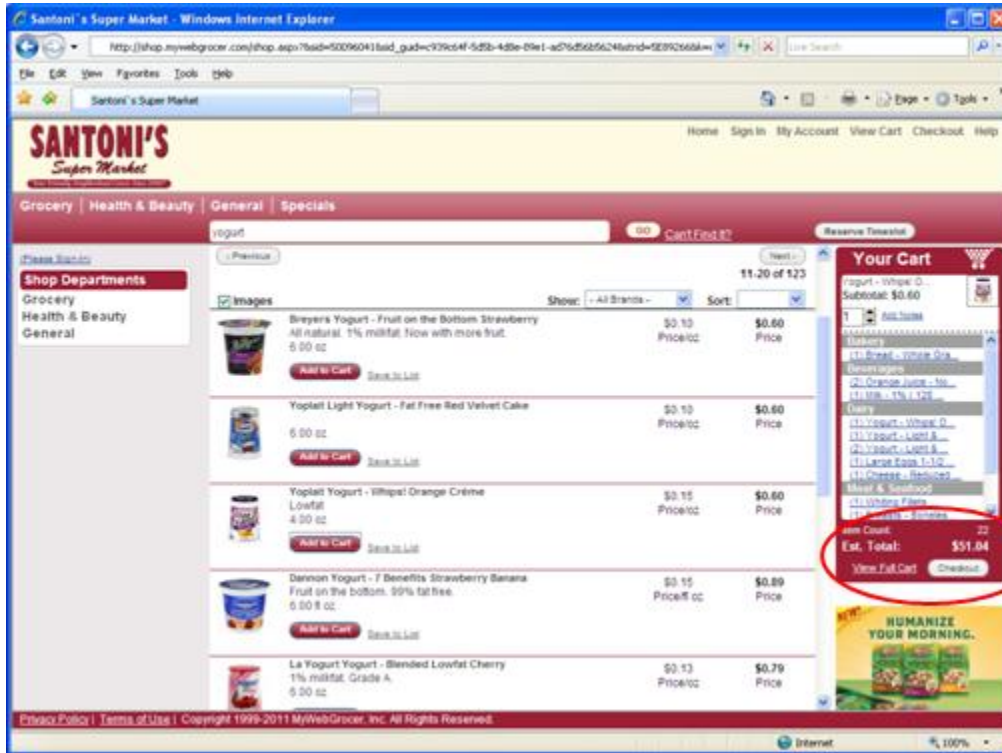 Santoni's Super Market - Windows Internet Explorer
Live Search
File Edit View Favorites Tools Help
Santoni's Super Market
Page Tools
SANTONI'S
Super Market
Home Sign In My Account View Cart Checkout Help
Grocery | Health & Beauty | General | Specials
yogurt
GO Can't Find It?
Reserve Timeslot
(Please Sign In)
Shop Departments
Grocery
Health & Beauty
General
‹ Previous
Next ›
11-20 of 123
Images
Show: - All Brands - Sort:
Breyers Yogurt - Fruit on the Bottom Strawberry
All natural. 1% milkfat. Now with more fruit.
6.00 oz
$0.10
Price/oz
$0.60
Price
Add to Cart Save to List
Yoplait Light Yogurt - Fat Free Red Velvet Cake
6.00 oz
$0.10
Price/oz
$0.60
Price
Add to Cart Save to List
Yoplait Yogurt - Whips! Orange Crème
Lowfat
4.00 oz
$0.15
Price/oz
$0.60
Price
Add to Cart Save to List
Dannon Yogurt - 7 Benefits Strawberry Banana
Fruit on the bottom. 99% fat free.
6.00 fl oz
$0.15
Price/fl oz
$0.89
Price
Add to Cart Save to List
La Yogurt Yogurt - Blended Lowfat Cherry
1% milkfat. Grade A.
6.00 oz
$0.13
Price/oz
$0.79
Price
Your Cart
Yogurt - Whips! O...
Subtotal: $0.60
1 Add Notes
Bakery
(1) Bread - Whole Gra...
Beverages
(2) Orange Juice - No...
(1) Milk - 1% | 128 ...
Dairy
(1) Yogurt - Whips! O...
(1) Yogurt - Light & ...
(2) Yogurt - Light & ...
(1) Large Eggs 1-1/2 ...
(1) Cheese - Reduced ...
Meat & Seafood
(1) Whiting Fillets
Item Count: 22
Est. Total: $51.04
View Full Cart Checkout
NEW!
HUMANIZE
YOUR MORNING.
Privacy Policy | Terms of Use | Copyright 1999-2011 MyWebGrocer, Inc. All Rights Reserved.
Internet 100%